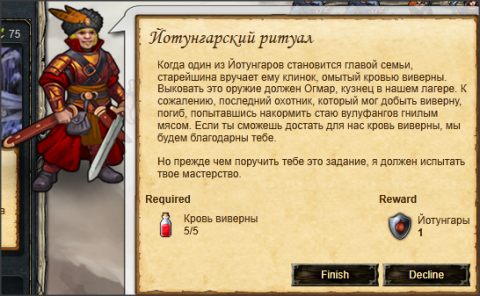 75
Йотунгарский ритуал
Когда один из Йотунгаров становится главой семьи,
старейшина вручает ему клинок, омытый кровью виверны.
Выковать это оружие должен Огмар, кузнец в нашем лагере. К
сожалению, последний охотник, который мог добыть виверну,
погиб, попытавшись накормить стаю вулуфангов гнилым
мясом. Если ты сможешь достать для нас кровь виверны, мы
будем благодарны тебе.
Но прежде чем поручить тебе это задание, я должен испытать
твое мастерство.
Required
Reward
Кровь виверны
5/5
Йотунгары
1
Finish
Decline